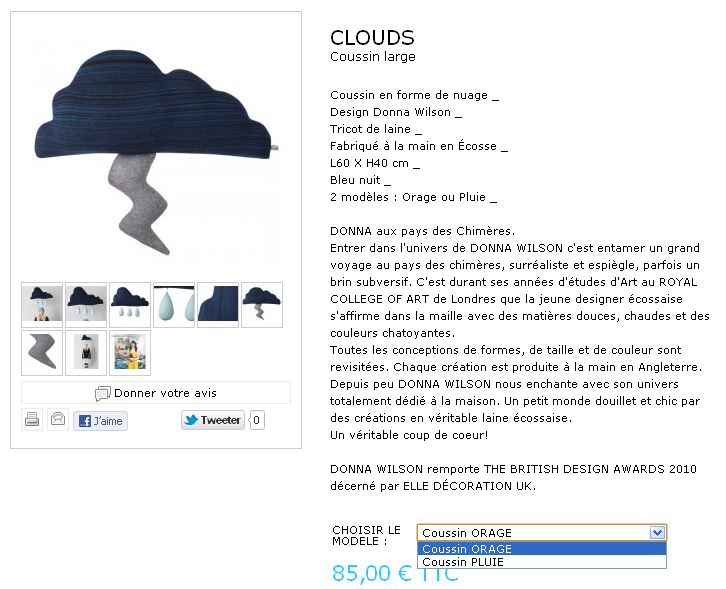 CLOUDS
Coussin large
Coussin en forme de nuage _
Design Donna Wilson _
Tricot de laine _
Fabriqué à la main en Écosse _
L60 X H40 cm _
Bleu nuit _
2 modèles : Orage ou Pluie _
DONNA aux pays des Chimères.
Entrer dans l'univers de DONNA WILSON c'est entamer un grand
voyage au pays des chimères, surréaliste et espiègle, parfois un
brin subversif. C'est durant ses années d'études d'Art au ROYAL
COLLEGE OF ART de Londres que la jeune designer écossaise
s'affirme dans la maille avec des matières douces, chaudes et des
couleurs chatoyantes.
Toutes les conceptions de formes, de taille et de couleur sont
revisitées. Chaque création est produite à la main en Angleterre.
Depuis peu DONNA WILSON nous enchante avec son univers
totalement dédié à la maison. Un petit monde douillet et chic par
des créations en véritable laine écossaise.
Un véritable coup de coeur!
DONNA WILSON remporte THE BRITISH DESIGN AWARDS 2010
décerné par ELLE DÉCORATION UK.
CHOISIR LE
MODELE :
Coussin ORAGE
Coussin ORAGE
Coussin PLUIE
85,00 € TTC
Donner votre avis
J'aime
Tweeter
0